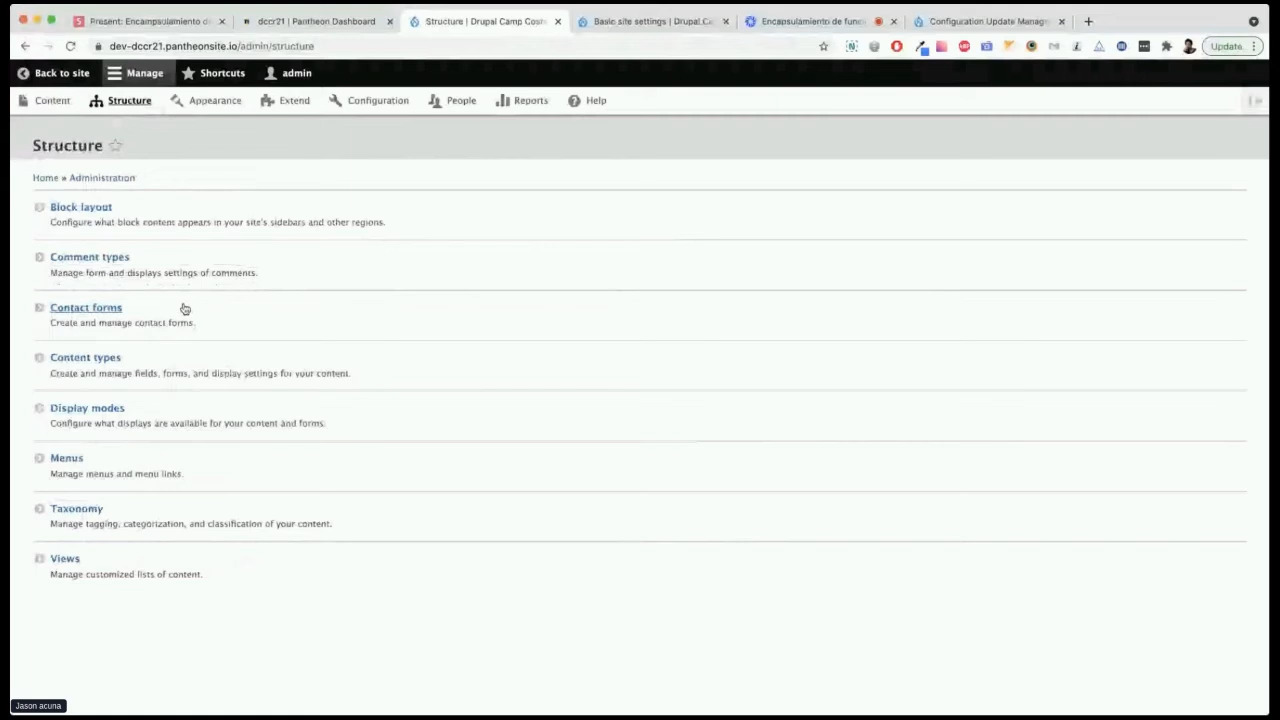 Present: Encampsulamiento d
dccr21 | Pantheon Dashboard
Structure | Drupal Camp Cost
Basic site settings | Drupal Ca
Encapsulamiento de func
Configuration Update Manage
dev-dccr21.pantheonsite.io/admin/structure
Update
Back to site
Manage
Shortcuts
admin
Content
Structure
Appearance
Extend
Configuration
People
Reports
Help
Structure
Home » Administration
Block layout
Configure what block content appears in your site's sidebars and other regions.
Comment types
Manage form and displays settings of comments.
Contact forms
Create and manage contact forms.
Content types
Create and manage fields, forms, and display settings for your content.
Display modes
Configure what displays are available for your content and forms.
Menus
Manage menus and menu links.
Taxonomy
Manage tagging, categorization, and classification of your content.
Views
Manage customized lists of content.
Jason acuna